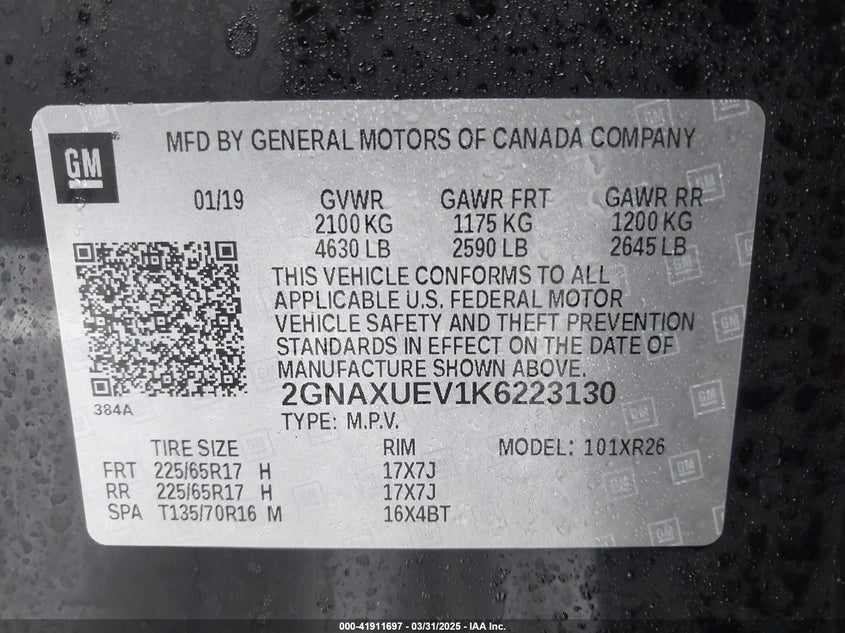 GM
MFD BY GENERAL MOTORS OF CANADA COMPANY
01/19 GVWR GAWR FRT GAWR RR
2100 KG 1175 KG 1200 KG
4630 LB 2590 LB 2645 LB
THIS VEHICLE CONFORMS TO ALL
APPLICABLE U.S. FEDERAL MOTOR
VEHICLE SAFETY AND THEFT PREVENTION
STANDARDS IN EFFECT ON THE DATE OF
MANUFACTURE SHOWN ABOVE.
2GNAXUEV1K6223130
384A
TYPE: M.P.V.
TIRE SIZE RIM MODEL: 101XR26
FRT 225/65R17 H 17X7J
RR 225/65R17 H 17X7J
SPA T135/70R16 M 16X4BT
000-41911697 - 03/31/2025 - IAA Inc.